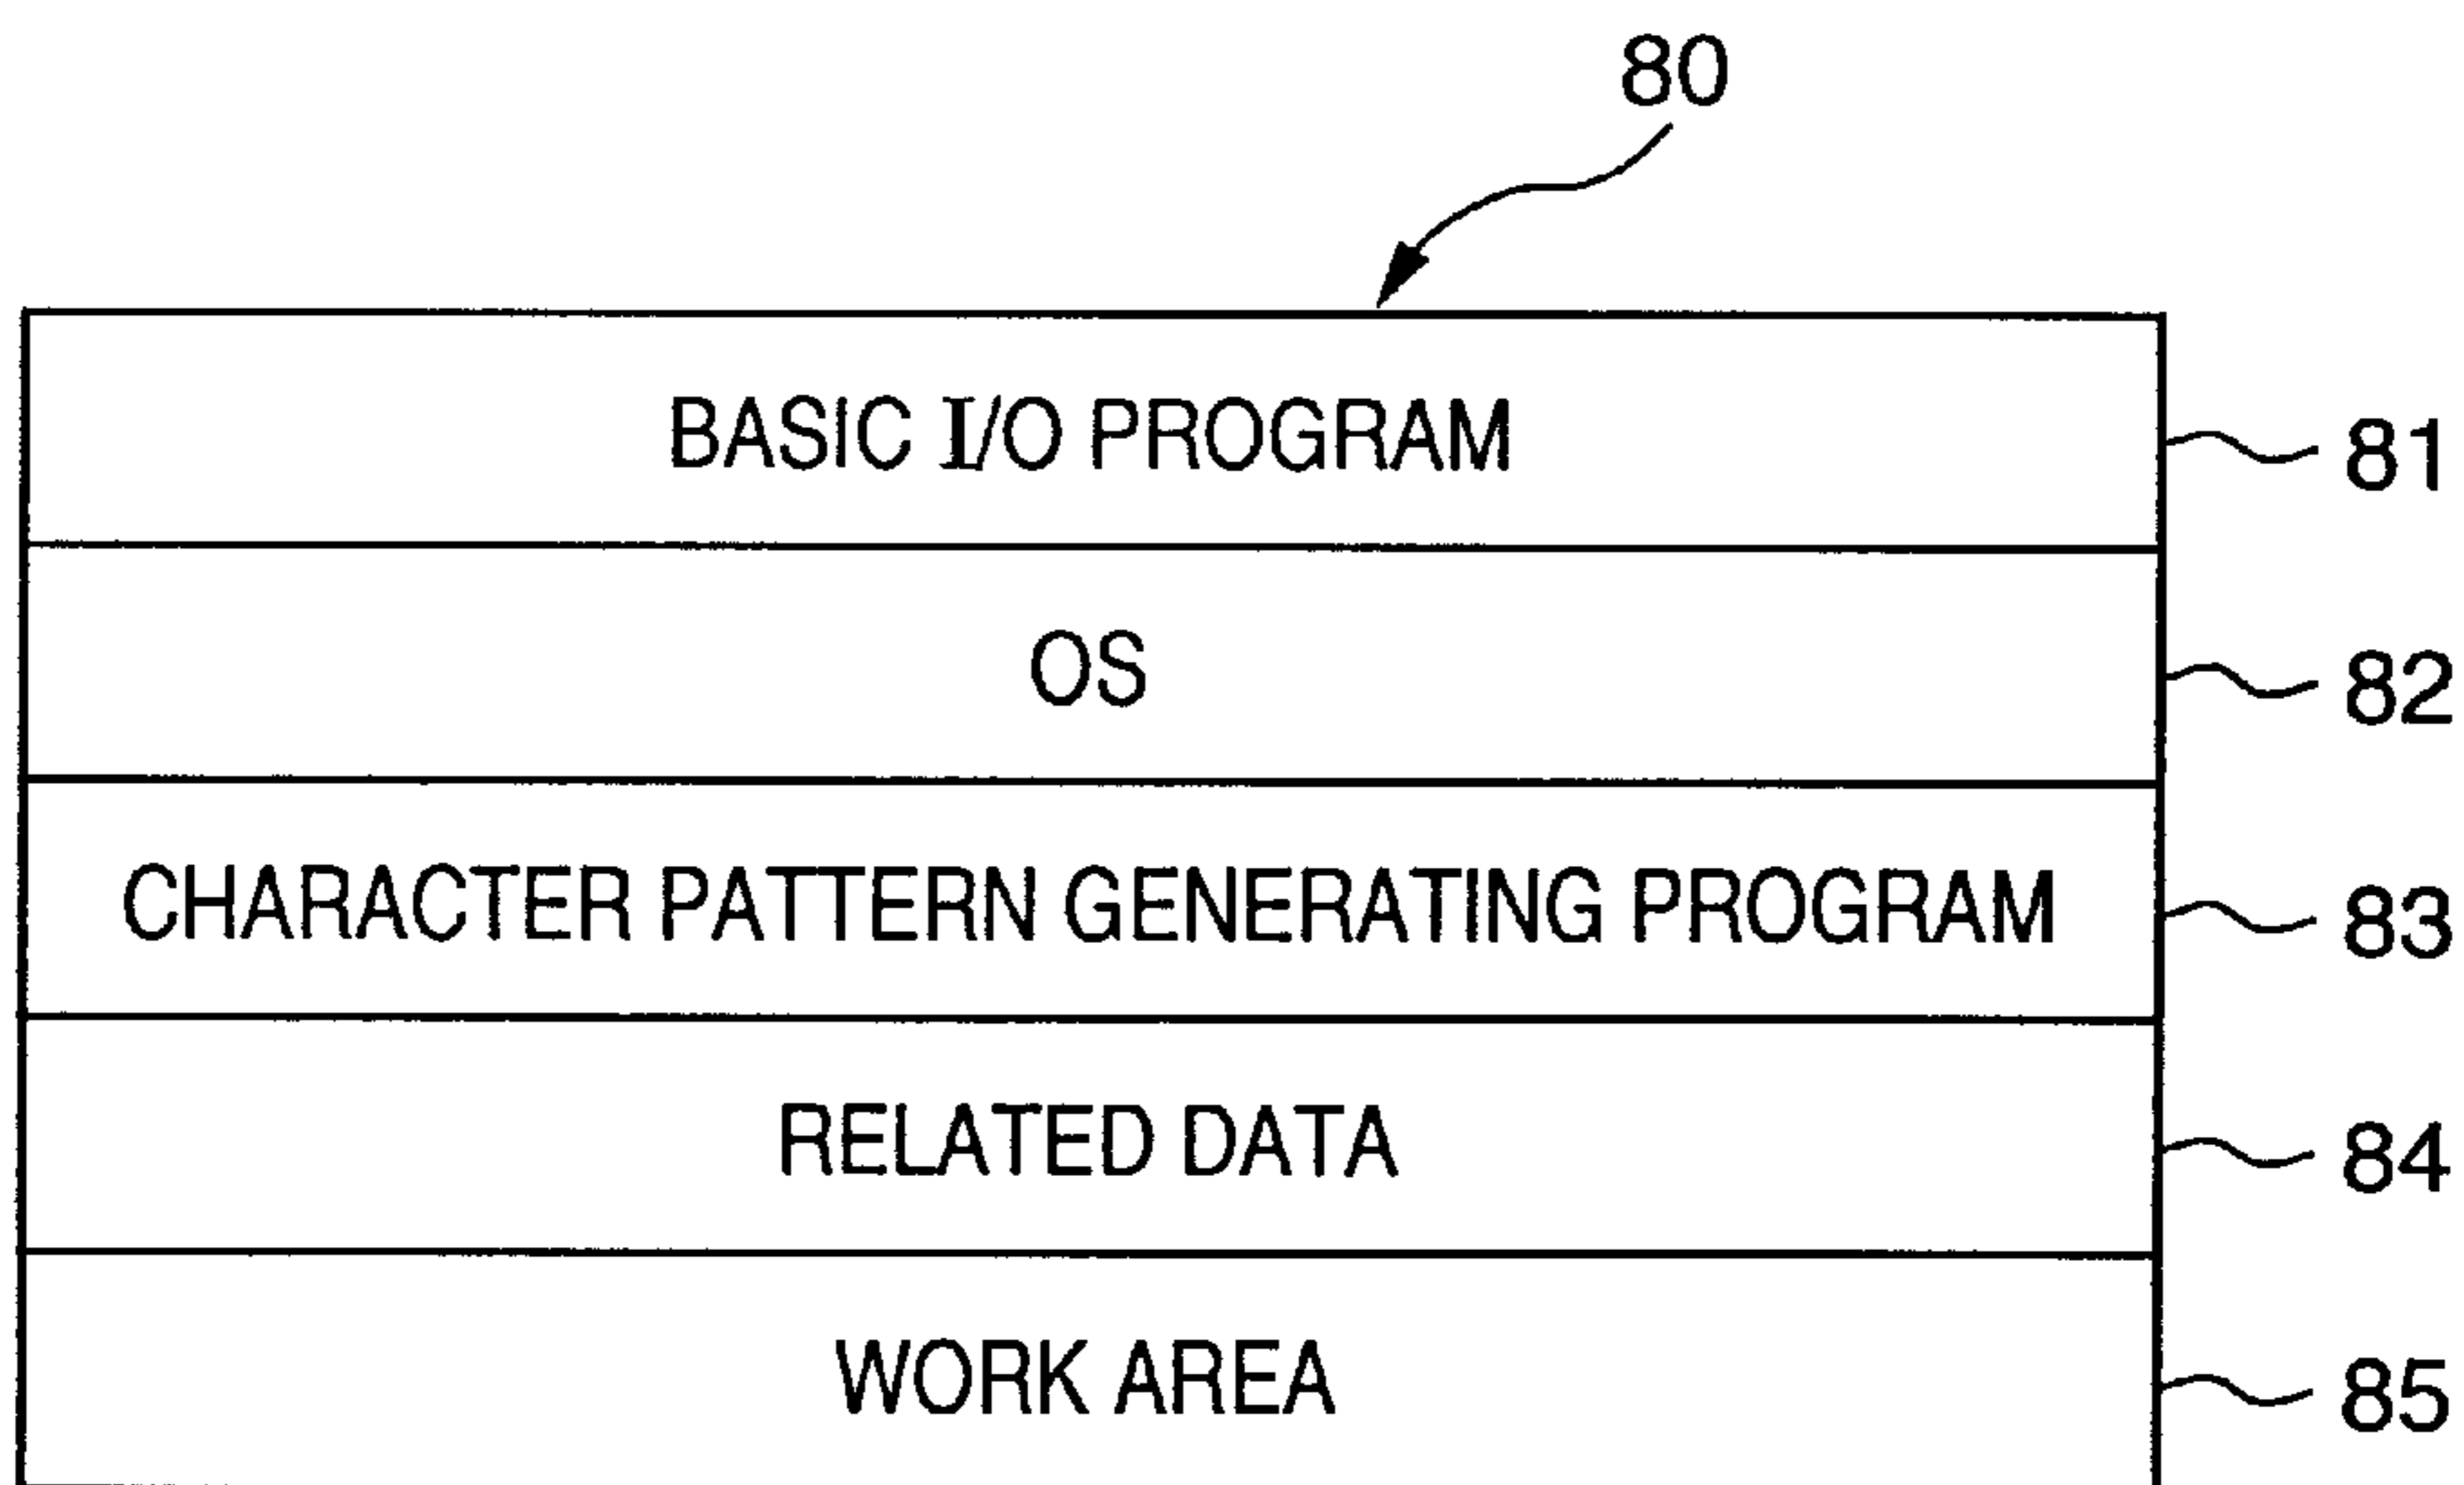 80
BASIC I/O PROGRAM 81
OS 82
CHARACTER PATTERN GENERATING PROGRAM 83
RELATED DATA 84
WORK AREA 85